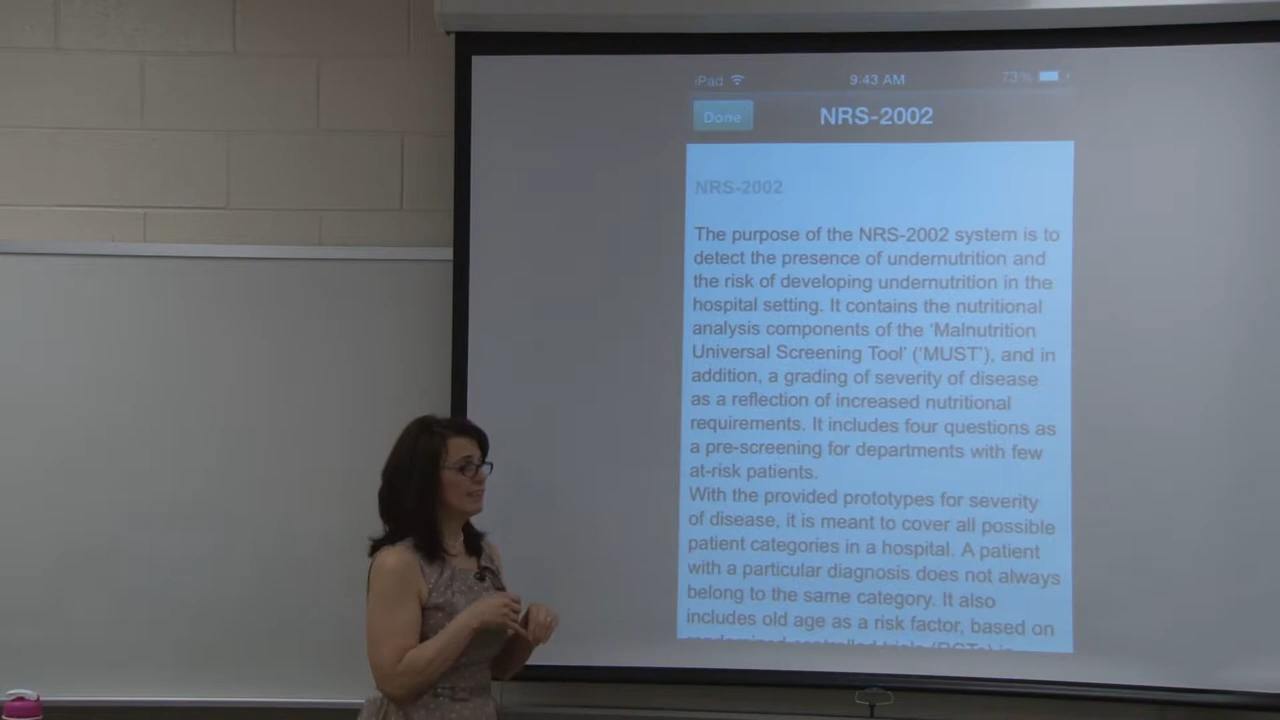 iPad 9:43 AM 73%
Done NRS-2002
NRS-2002
The purpose of the NRS-2002 system is to
detect the presence of undernutrition and
the risk of developing undernutrition in the
hospital setting. It contains the nutritional
analysis components of the ‘Malnutrition
Universal Screening Tool’ (‘MUST’), and in
addition, a grading of severity of disease
as a reflection of increased nutritional
requirements. It includes four questions as
a pre-screening for departments with few
at-risk patients.
With the provided prototypes for severity
of disease, it is meant to cover all possible
patient categories in a hospital. A patient
with a particular diagnosis does not always
belong to the same category. It also
includes old age as a risk factor, based on
randomized controlled trials (RCTs) in